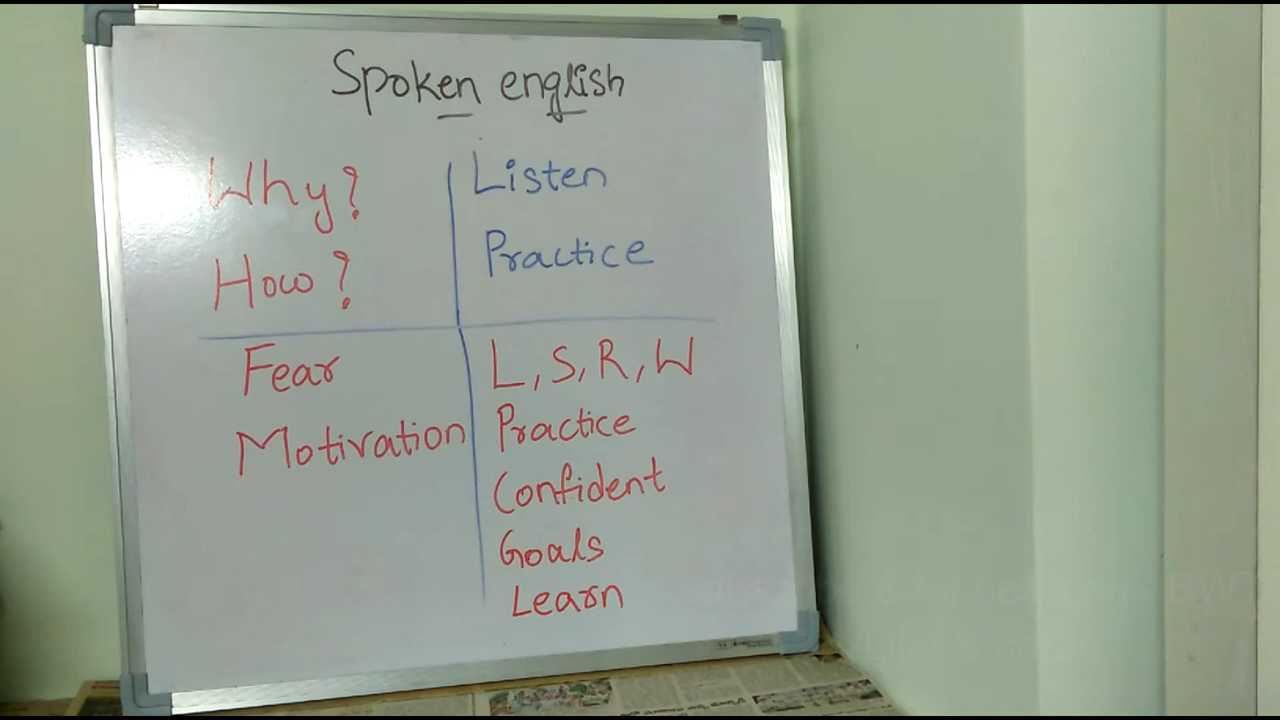 Spoken english
Why?
How?
Listen
Practice
Fear
Motivation
L, S, R, W
Practice
Confident
Goals
Learn